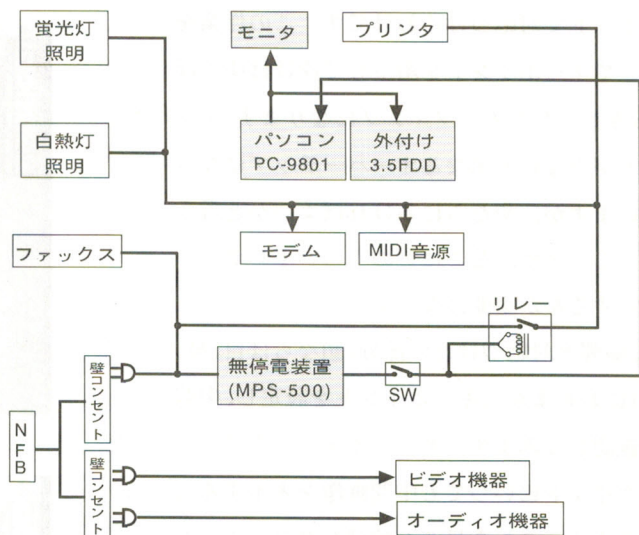 蛍光灯
照明
モニタ
プリンタ
白熱灯
照明
パソコン
PC-9801
外付け
3.5FDD
ファックス
モデム
MIDI音源
リレー
壁コンセント
無停電装置
(MPS-500)
SW
NFB
壁コンセント
ビデオ機器
オーディオ機器